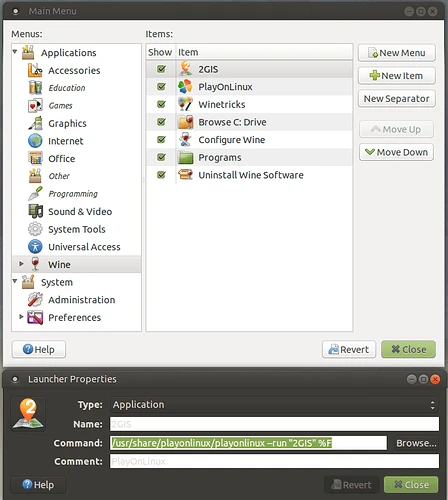 Main Menu
Menus:
Items:
Applications
Accessories
Education
Games
Graphics
Internet
Office
Other
Programming
Sound & Video
System Tools
Universal Access
Wine
System
Administration
Preferences
Show Item
2GIS
PlayOnLinux
Winetricks
Browse C: Drive
Configure Wine
Programs
Uninstall Wine Software
New Menu
New Item
New Separator
Move Up
Move Down
Help
Revert
Close
Launcher Properties
Type: Application
Name: 2GIS
Command: /usr/share/playonlinux/playonlinux --run "2GIS" %F
Browse...
Comment: PlayOnLinux
Help
Revert
Close